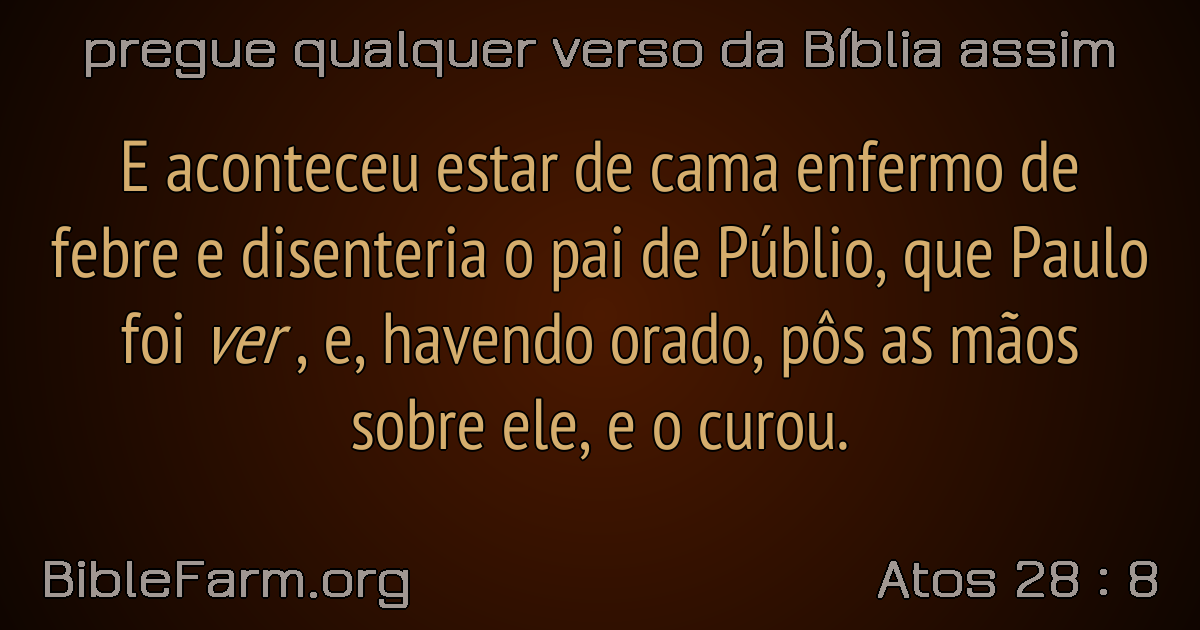 pregue qualquer verso da Bíblia assim
E aconteceu estar de cama enfermo de
febre e disenteria o pai de Públio, que Paulo
foi ver , e, havendo orado, pôs as mãos
sobre ele, e o curou.
BibleFarm.org
Atos 28 : 8